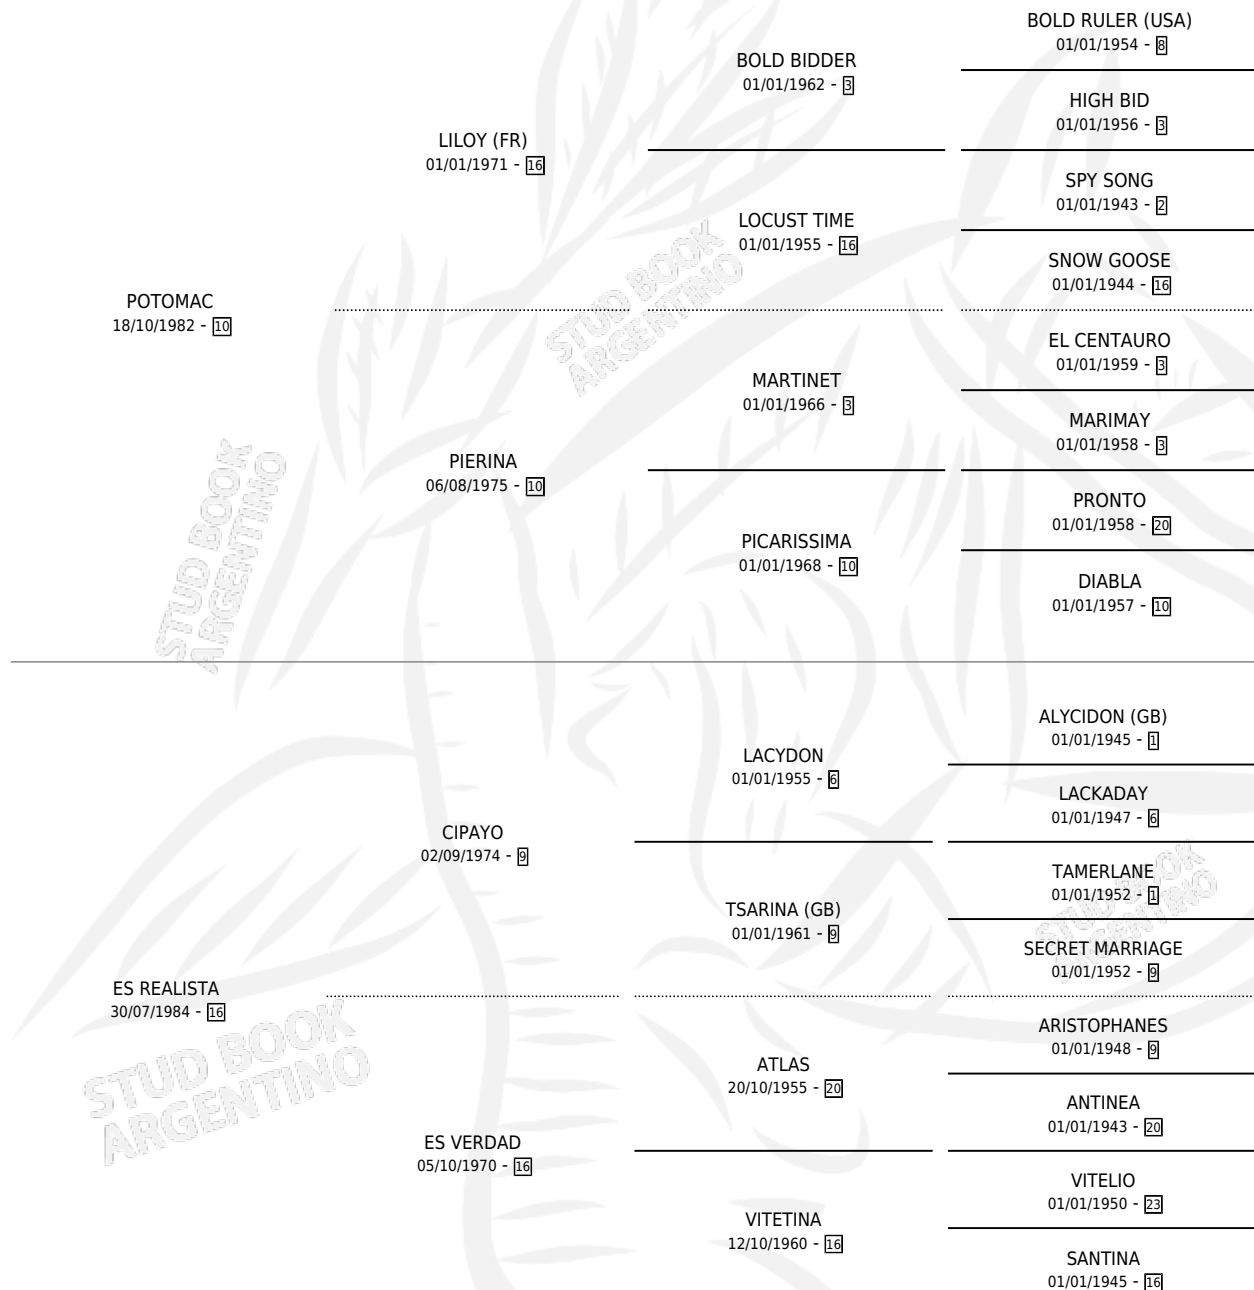 BOLD RULER (USA)
01/01/1954 - 8
BOLD BIDDER
01/01/1962 - 3
HIGH BID
01/01/1956 - 3
LILOY (FR)
01/01/1971 - 16
SPY SONG
01/01/1943 - 2
LOCUST TIME
01/01/1955 - 16
SNOW GOOSE
01/01/1944 - 16
POTOMAC
18/10/1982 - 10
STUD BOOK
ARGENTINO
EL CENTAURO
01/01/1959 - 3
MARTINET
01/01/1966 - 3
MARIMAY
01/01/1958 - 3
PIERINA
06/08/1975 - 10
PRONTO
01/01/1958 - 20
PICARISSIMA
01/01/1968 - 10
DIABLA
01/01/1957 - 10
STUD BOOK
ARGENTINO
ALYCIDON (GB)
01/01/1945 - 1
LACYDON
01/01/1955 - 6
LACKADAY
01/01/1947 - 6
CIPAYO
02/09/1974 - 9
TAMERLANE
01/01/1952 - 1
TSARINA (GB)
01/01/1961 - 9
SECRET MARRIAGE
01/01/1952 - 9
STUD BOOK
ARGENTINO
ES REALISTA
30/07/1984 - 16
ARISTOPHANES
01/01/1948 - 9
ATLAS
20/10/1955 - 20
ANTINEA
01/01/1943 - 20
STUD BOOK
ARGENTINO
ES VERDAD
05/10/1970 - 16
VITELIO
01/01/1950 - 23
VITETINA
12/10/1960 - 16
SANTINA
01/01/1945 - 16